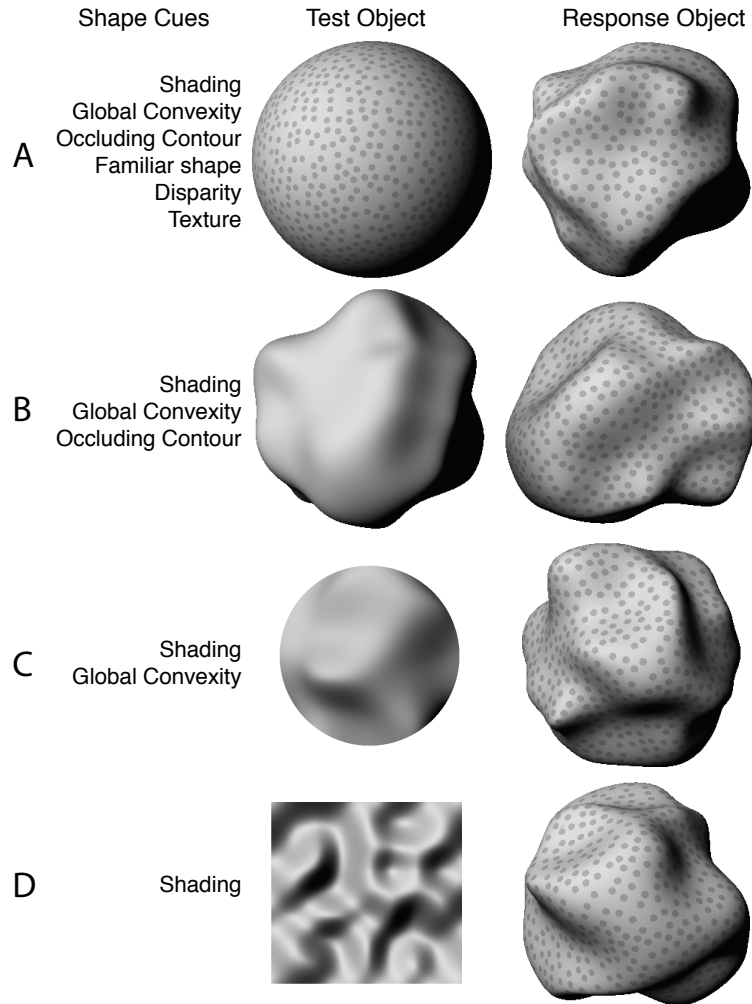 Shape Cues Test Object Response Object
A
Shading
Global Convexity
Occluding Contour
Familiar shape
Disparity
Texture
B
Shading
Global Convexity
Occluding Contour
C
Shading
Global Convexity
D
Shading